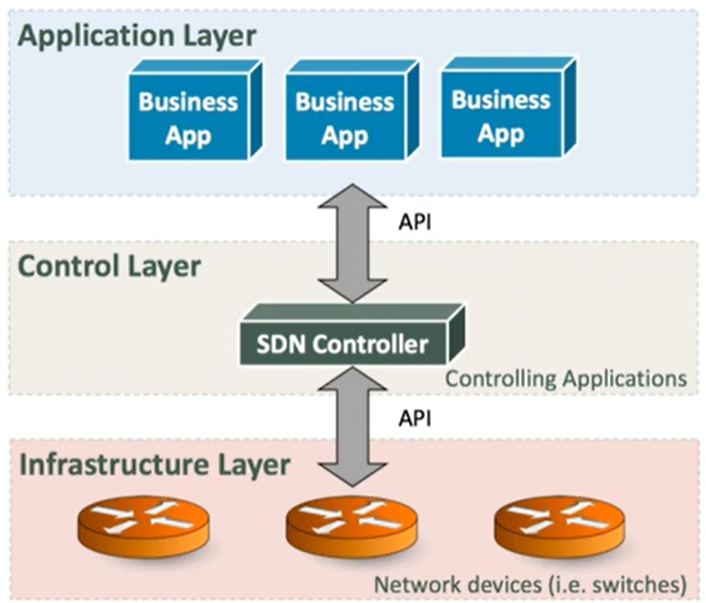 Application Layer
Business
App
Business
App
Business
App
API
Control Layer
SDN Controller
Controlling Applications
API
Infrastructure Layer
Network devices (i.e. switches)